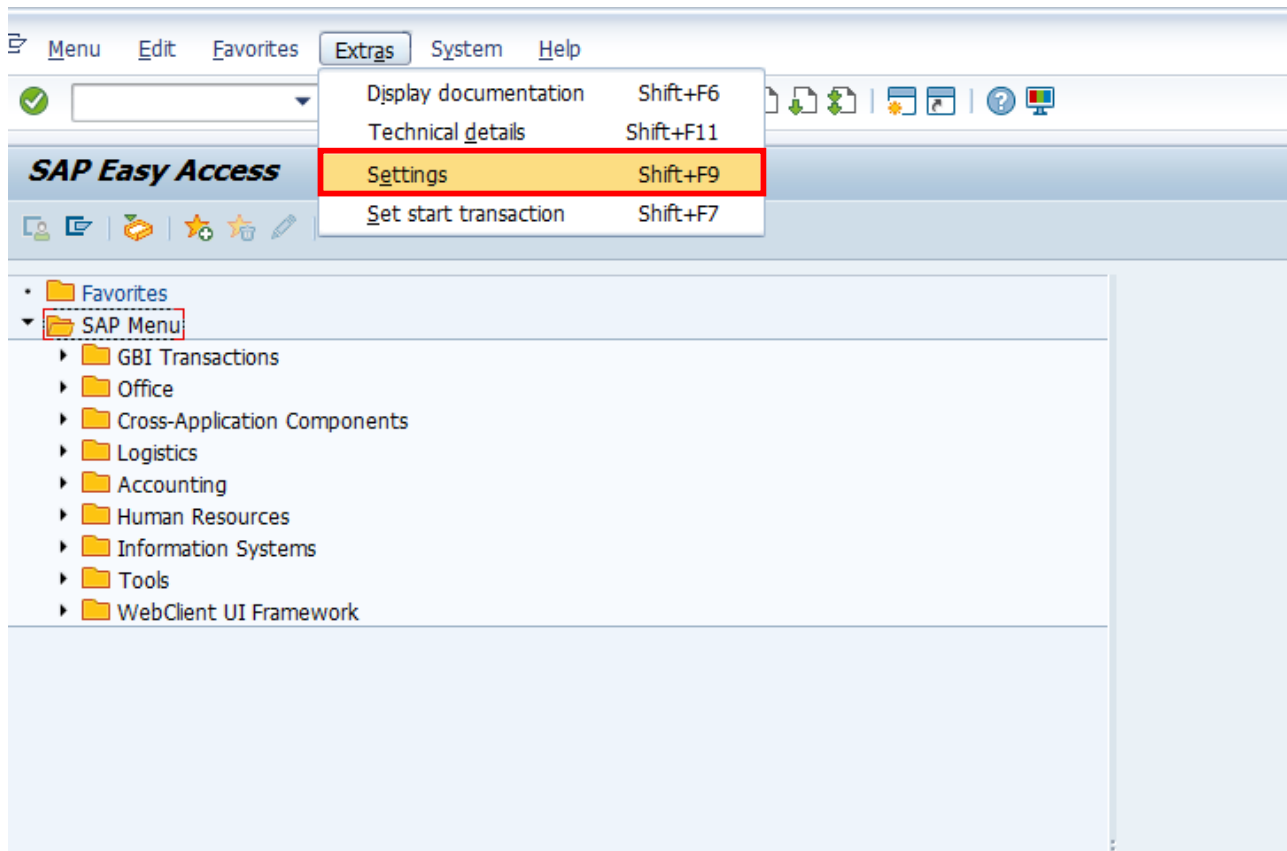 Menu Edit Favorites Extras System Help
Display documentation Shift+F6
Technical details Shift+F11
SAP Easy Access
Settings Shift+F9
Set start transaction Shift+F7
Favorites
SAP Menu
GBI Transactions
Office
Cross-Application Components
Logistics
Accounting
Human Resources
Information Systems
Tools
WebClient UI Framework